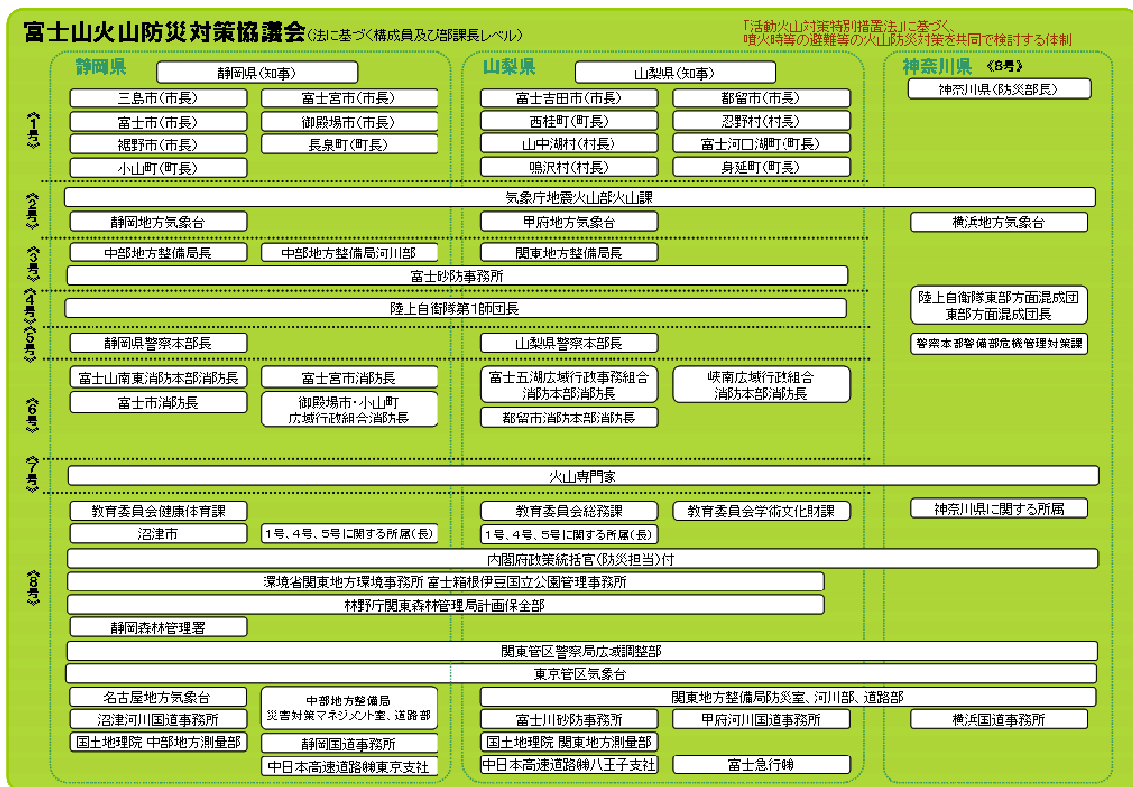 富士山火山防災対策協議会(法に基づく構成員及び部課長レベル)
「活動火山対策特別措置法」に基づく、
噴火時等の避難等の火山防災対策を共同で検討する体制
静岡県
静岡県(知事)
山梨県
山梨県(知事)
神奈川県 《8号》
神奈川県(防災部長)
《1号》
三島市(市長)
富士宮市(市長)
富士吉田市(市長)
都留市(市長)
富士市(市長)
御殿場市(市長)
西桂町(町長)
忍野村(村長)
裾野市(市長)
長泉町(町長)
山中湖村(村長)
富士河口湖町(町長)
小山町(町長)
鳴沢村(村長)
身延町(町長)
《2号》
気象庁地震火山部火山課
静岡地方気象台
甲府地方気象台
横浜地方気象台
《3号》
中部地方整備局長
中部地方整備局河川部
関東地方整備局長
富士砂防事務所
《4号》
陸上自衛隊第1師団長
陸上自衛隊東部方面混成団
東部方面混成団長
《5号》
静岡県警察本部長
山梨県警察本部長
警察本部警備部危機管理対策課
《6号》
富士山南東消防本部消防長
富士宮市消防長
富士五湖広域行政事務組合
消防本部消防長
峡南広域行政組合
消防本部消防長
富士市消防長
御殿場市・小山町
広域行政組合消防長
都留市消防本部消防長
《7号》
火山専門家
《8号》
教育委員会健康体育課
教育委員会総務課
教育委員会学術文化財課
神奈川県に関する所属
沼津市
1号、4号、5号に関する所属(長)
1号、4号、5号に関する所属(長)
内閣府政策統括官(防災担当)付
環境省関東地方環境事務所 富士箱根伊豆国立公園管理事務所
林野庁関東森林管理局計画保全部
静岡森林管理署
関東管区警察局広域調整部
東京管区気象台
名古屋地方気象台
中部地方整備局
災害対策マネジメント室、道路部
関東地方整備局防災室、河川部、道路部
沼津河川国道事務所
富士川砂防事務所
甲府河川国道事務所
横浜国道事務所
国土地理院 中部地方測量部
静岡国道事務所
国土地理院 関東地方測量部
中日本高速道路㈱東京支社
中日本高速道路㈱八王子支社
富士急行㈱